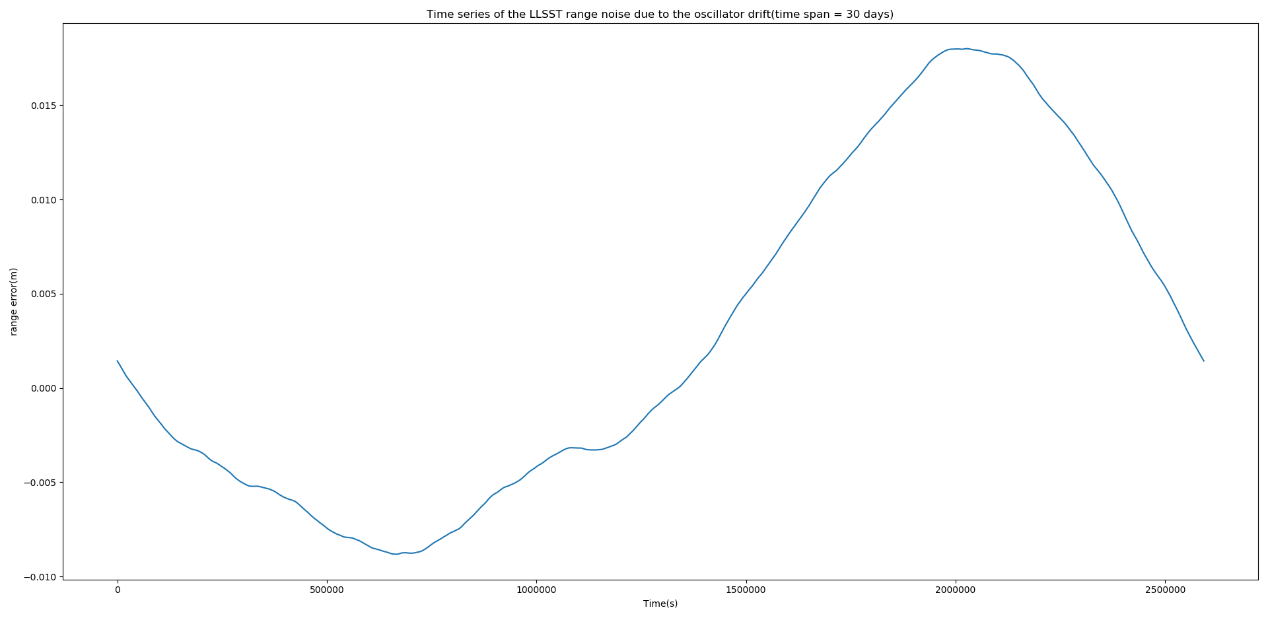 Time series of the LLSST range noise due to the oscillator drift(time span = 30 days)
0.015
0.010
0.005
0.000
−0.005
−0.010
range error(m)
0 500000 1000000 1500000 2000000 2500000
Time(s)